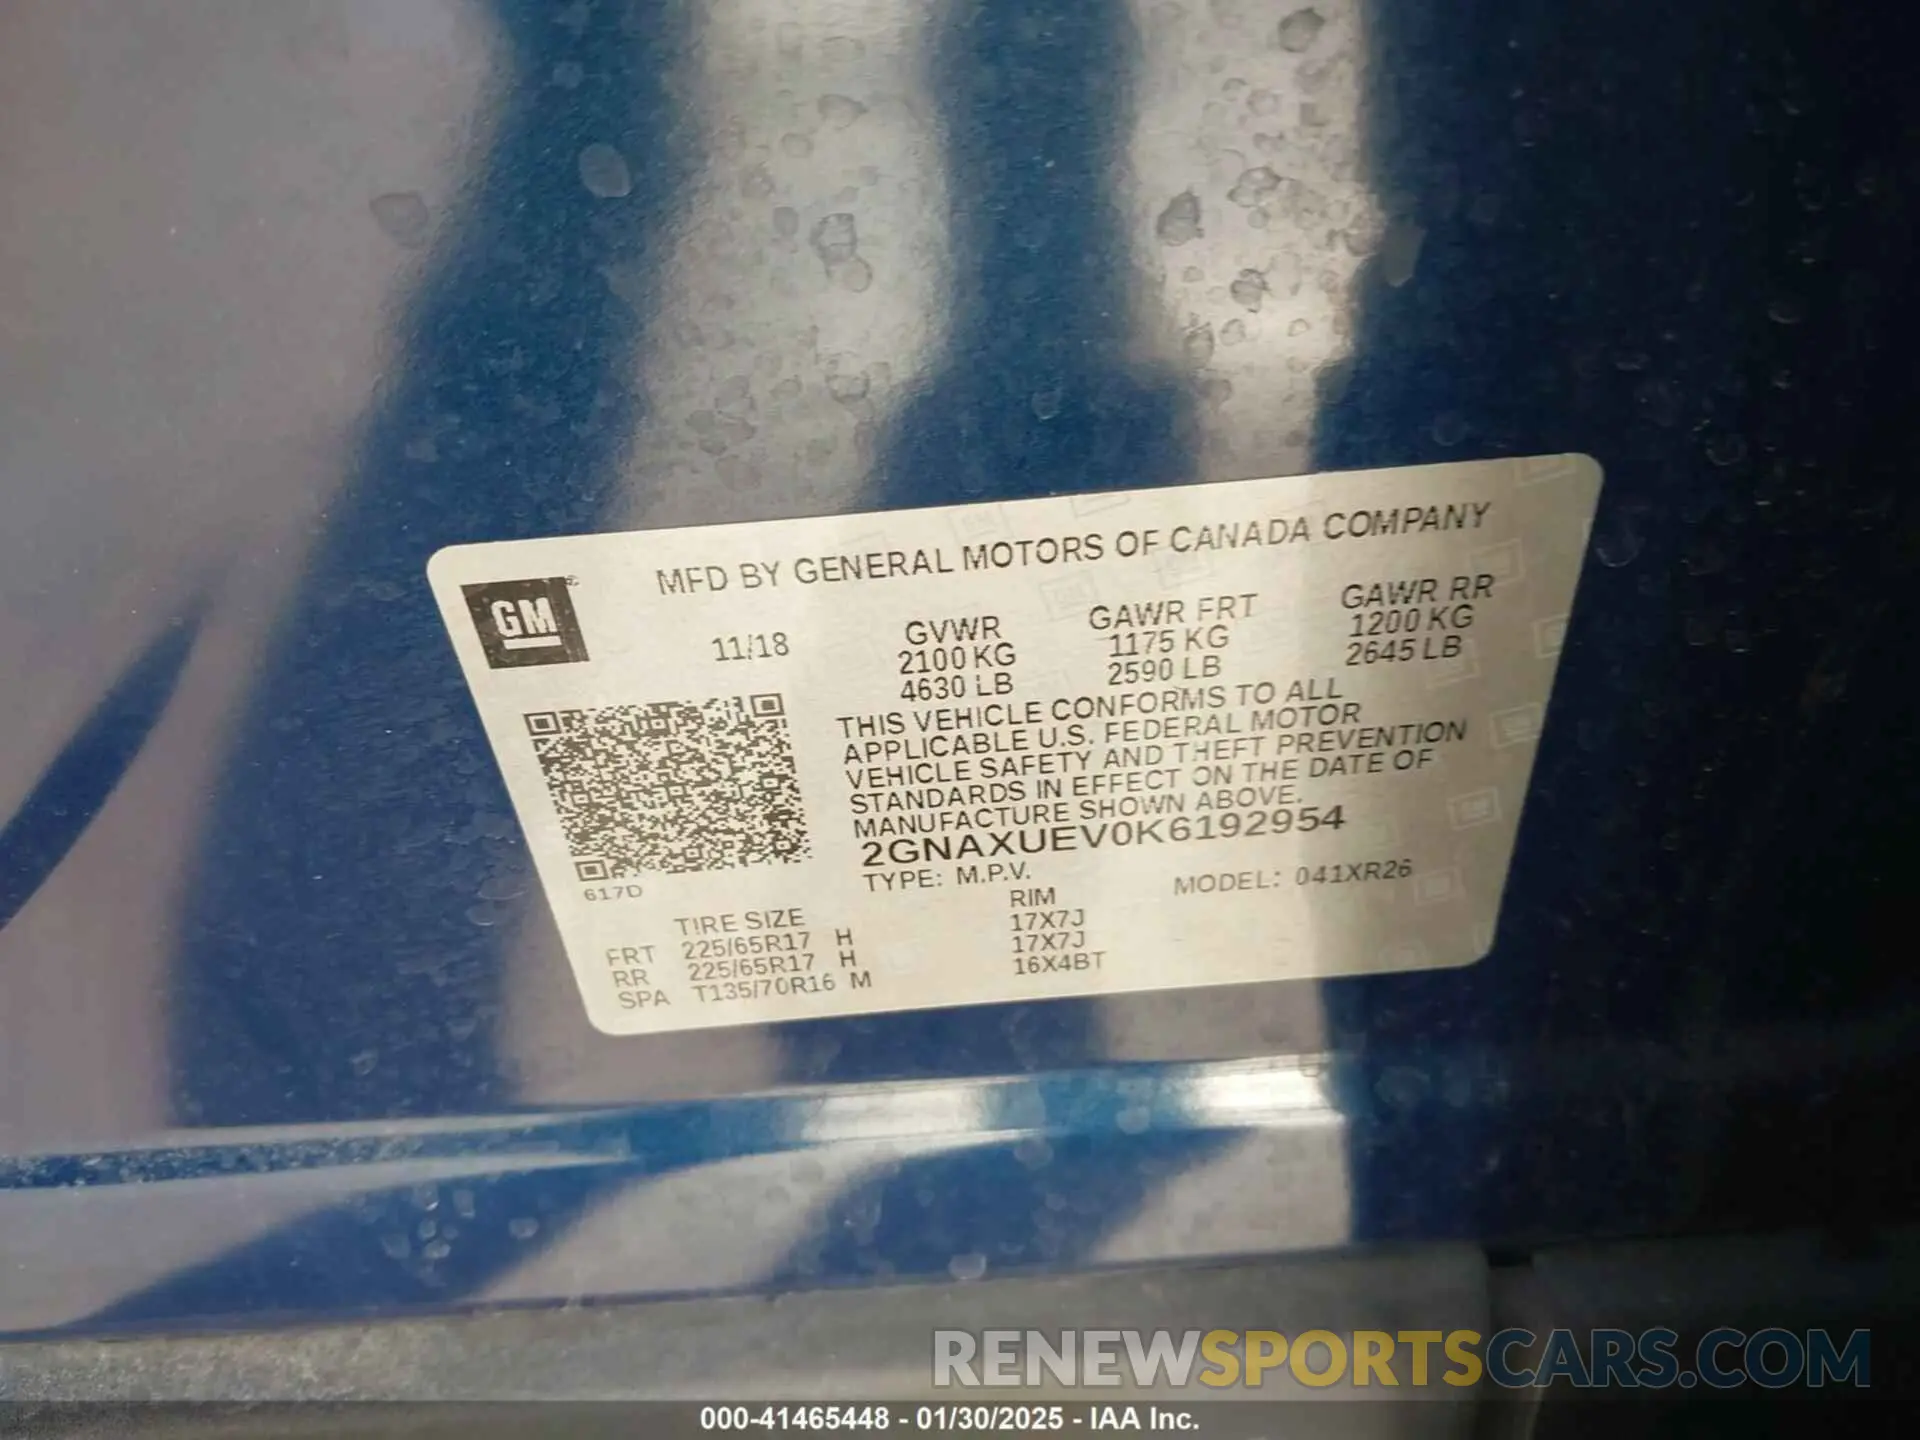 MFD BY GENERAL MOTORS OF CANADA COMPANY
GM
11/18
GVWR
2100 KG
4630 LB
GAWR FRT
1175 KG
2590 LB
GAWR RR
1200 KG
2645 LB
THIS VEHICLE CONFORMS TO ALL
APPLICABLE U.S. FEDERAL MOTOR
VEHICLE SAFETY AND THEFT PREVENTION
STANDARDS IN EFFECT ON THE DATE OF
MANUFACTURE SHOWN ABOVE.
2GNAXUEV0K6192954
TYPE: M.P.V.
MODEL: 041XR26
617D
TIRE SIZE RIM
FRT 225/65R17 H 17X7J
RR 225/65R17 H 17X7J
SPA T135/70R16 M 16X4BT
RENEWSPORTSCARS.COM
000-41465448 - 01/30/2025 - IAA Inc.